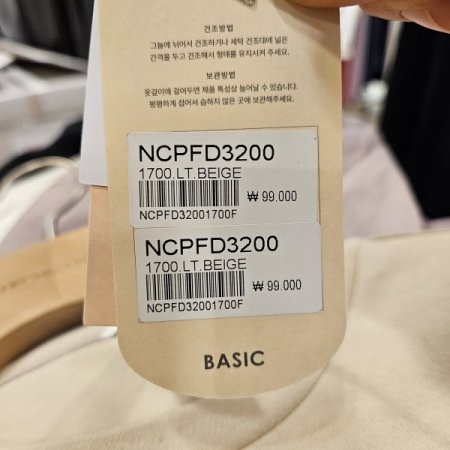 건조방법
그늘에 뉘어서 건조하거나 세탁 건조대에 넓은
간격을 두고 건조해서 형태를 유지시켜 주세요.
보관방법
옷걸이에 걸어두면 제품 특성상 늘어날 수 있습니다.
평평하게 접어서 습하지 않은 곳에 보관해주세요.
NCPFD3200
1700.LT.BEIGE
₩ 99.000
NCPFD32001700F
NCPFD3200
1700.LT.BEIGE
₩ 99.000
NCPFD32001700F
BASIC